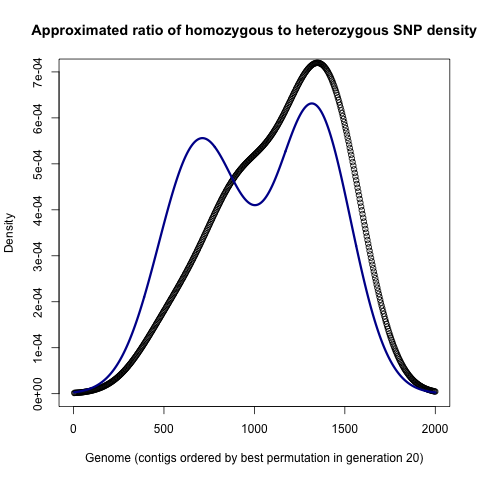 Approximated ratio of homozygous to heterozygous SNP density
7e-04
6e-04
5e-04
4e-04
3e-04
2e-04
1e-04
0e+00
Density
0 500 1000 1500 2000
Genome (contigs ordered by best permutation in generation 20)